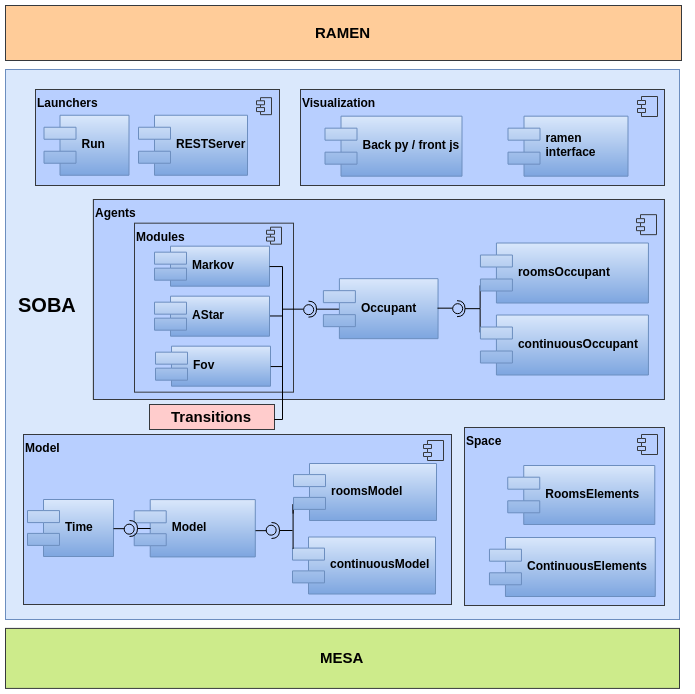 RAMEN
Launchers
Run
RESTServer
Visualization
Back py / front js
ramen
interface
Agents
Modules
Markov
AStar
Fov
Occupant
roomsOccupant
continuousOccupant
SOBA
Transitions
Model
Time
Model
roomsModel
continuousModel
Space
RoomsElements
ContinuousElements
MESA